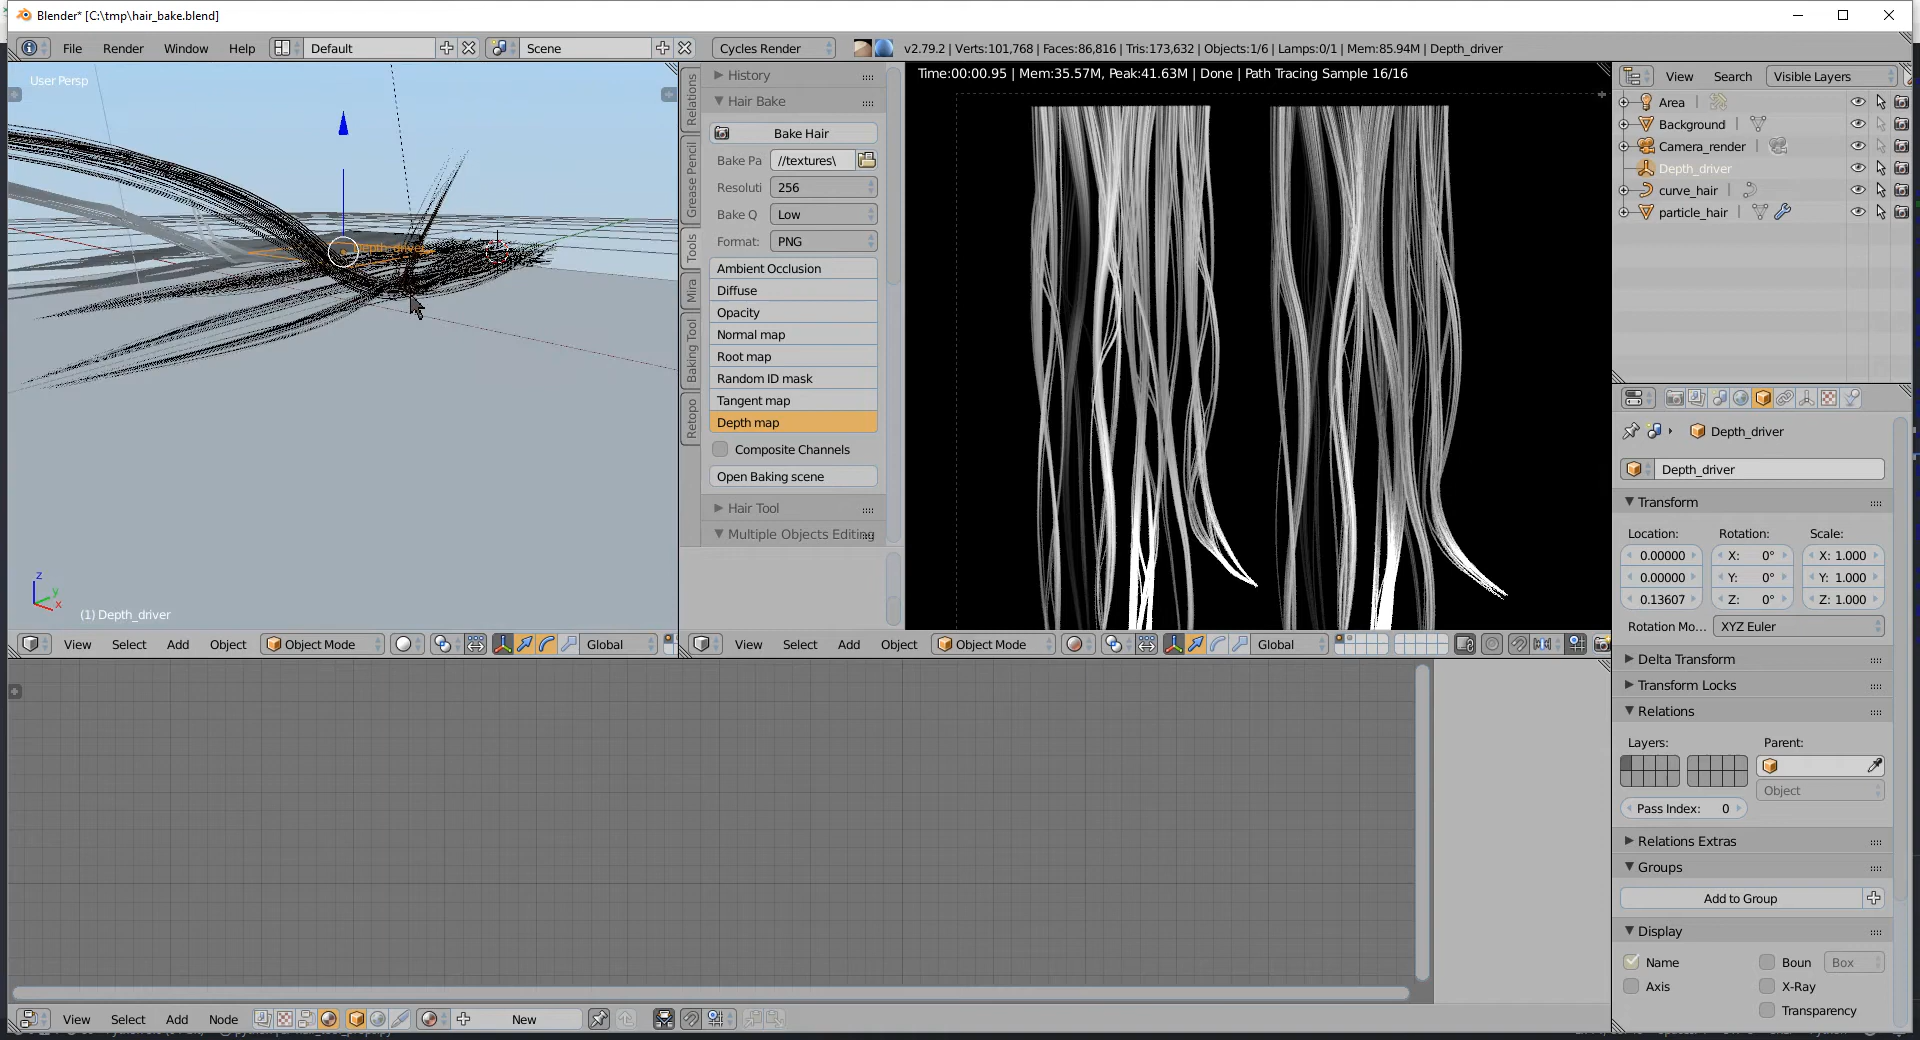 Blender* [C:\tmp\hair_bake.blend]
File Render Window Help Default Scene Cycles Render v2.79.2 | Verts:101,768 | Faces:86,816 | Tris:173,632 | Objects:1/6 | Lamps:0/1 | Mem:85.94M | Depth_driver
User Persp
Depth_driver
z
y
x
(1) Depth_driver
View Select Add Object Object Mode Global
Relations
Grease Pencil
Tools
Mira
Baking Tool
Retopo
History
Hair Bake
Bake Hair
Bake Pa //textures\
Resoluti 256
Bake Q Low
Format: PNG
Ambient Occlusion
Diffuse
Opacity
Normal map
Root map
Random ID mask
Tangent map
Depth map
Composite Channels
Open Baking scene
Hair Tool
Multiple Objects Editing
Time:00:00.95 | Mem:35.57M, Peak:41.63M | Done | Path Tracing Sample 16/16
View Select Add Object Object Mode Global
View Search Visible Layers
Area
Background
Camera_render
Depth_driver
curve_hair
particle_hair
Depth_driver
Depth_driver
Transform
Location: Rotation: Scale:
0.00000 X: 0° X: 1.000
0.00000 Y: 0° Y: 1.000
0.13607 Z: 0° Z: 1.000
Rotation Mo... XYZ Euler
Delta Transform
Transform Locks
Relations
Layers: Parent:
Object
Pass Index: 0
Relations Extras
Groups
Add to Group
Display
Name Boun Box
Axis X-Ray
Transparency
View Select Add Node New